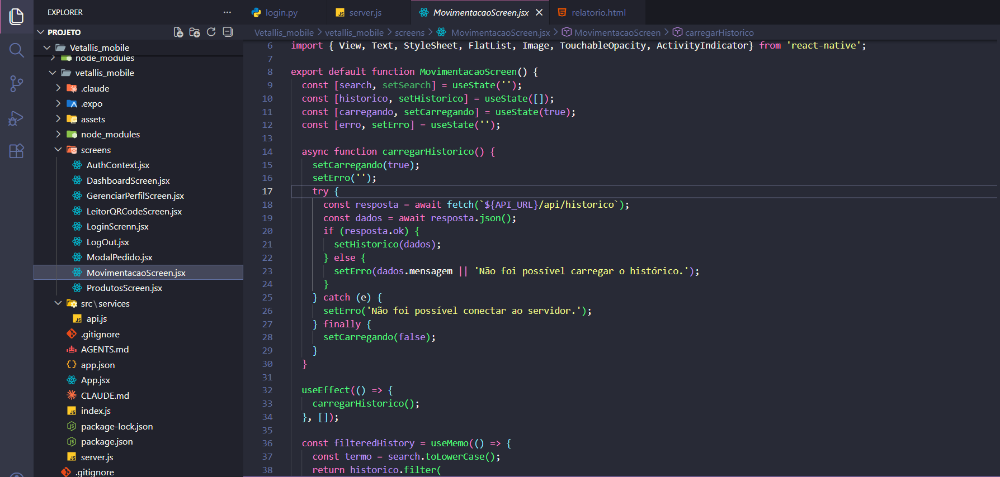 EXPLORER
PROJETO
Vetallis_mobile
node_modules
vetallis_mobile
.claude
.expo
assets
node_modules
screens
AuthContext.jsx
DashboardScreen.jsx
GerenciarPerfilScreen.jsx
LeitorQRCodeScreen.jsx
LoginScrenn.jsx
LogOut.jsx
ModalPedido.jsx
MovimentacaoScreen.jsx
ProdutosScreen.jsx
src\services
api.js
.gitignore
AGENTS.md
app.json
App.jsx
CLAUDE.md
index.js
package-lock.json
package.json
server.js
.gitignore
login.py JS server.js MovimentacaoScreen.jsx relatorio.html
Vetallis_mobile > vetallis_mobile > screens > MovimentacaoScreen.jsx > MovimentacaoScreen > carregarHistorico
6 import { View, Text, StyleSheet, FlatList, Image, TouchableOpacity, ActivityIndicator} from 'react-native';
7
8 export default function MovimentacaoScreen() {
9 const [search, setSearch] = useState('');
10 const [historico, setHistorico] = useState([]);
11 const [carregando, setCarregando] = useState(true);
12 const [erro, setErro] = useState('');
13
14 async function carregarHistorico() {
15 setCarregando(true);
16 setErro('');
17 try {
18 const resposta = await fetch(`${API_URL}/api/historico`);
19 const dados = await resposta.json();
20 if (resposta.ok) {
21 setHistorico(dados);
22 } else {
23 setErro(dados.mensagem || 'Não foi possível carregar o histórico.');
24 }
25 } catch (e) {
26 setErro('Não foi possível conectar ao servidor.');
27 } finally {
28 setCarregando(false);
29 }
30 }
31
32 useEffect(() => {
33 carregarHistorico();
34 }, []);
35
36 const filteredHistory = useMemo(() => {
37 const termo = search.toLowerCase();
38 return historico.filter(